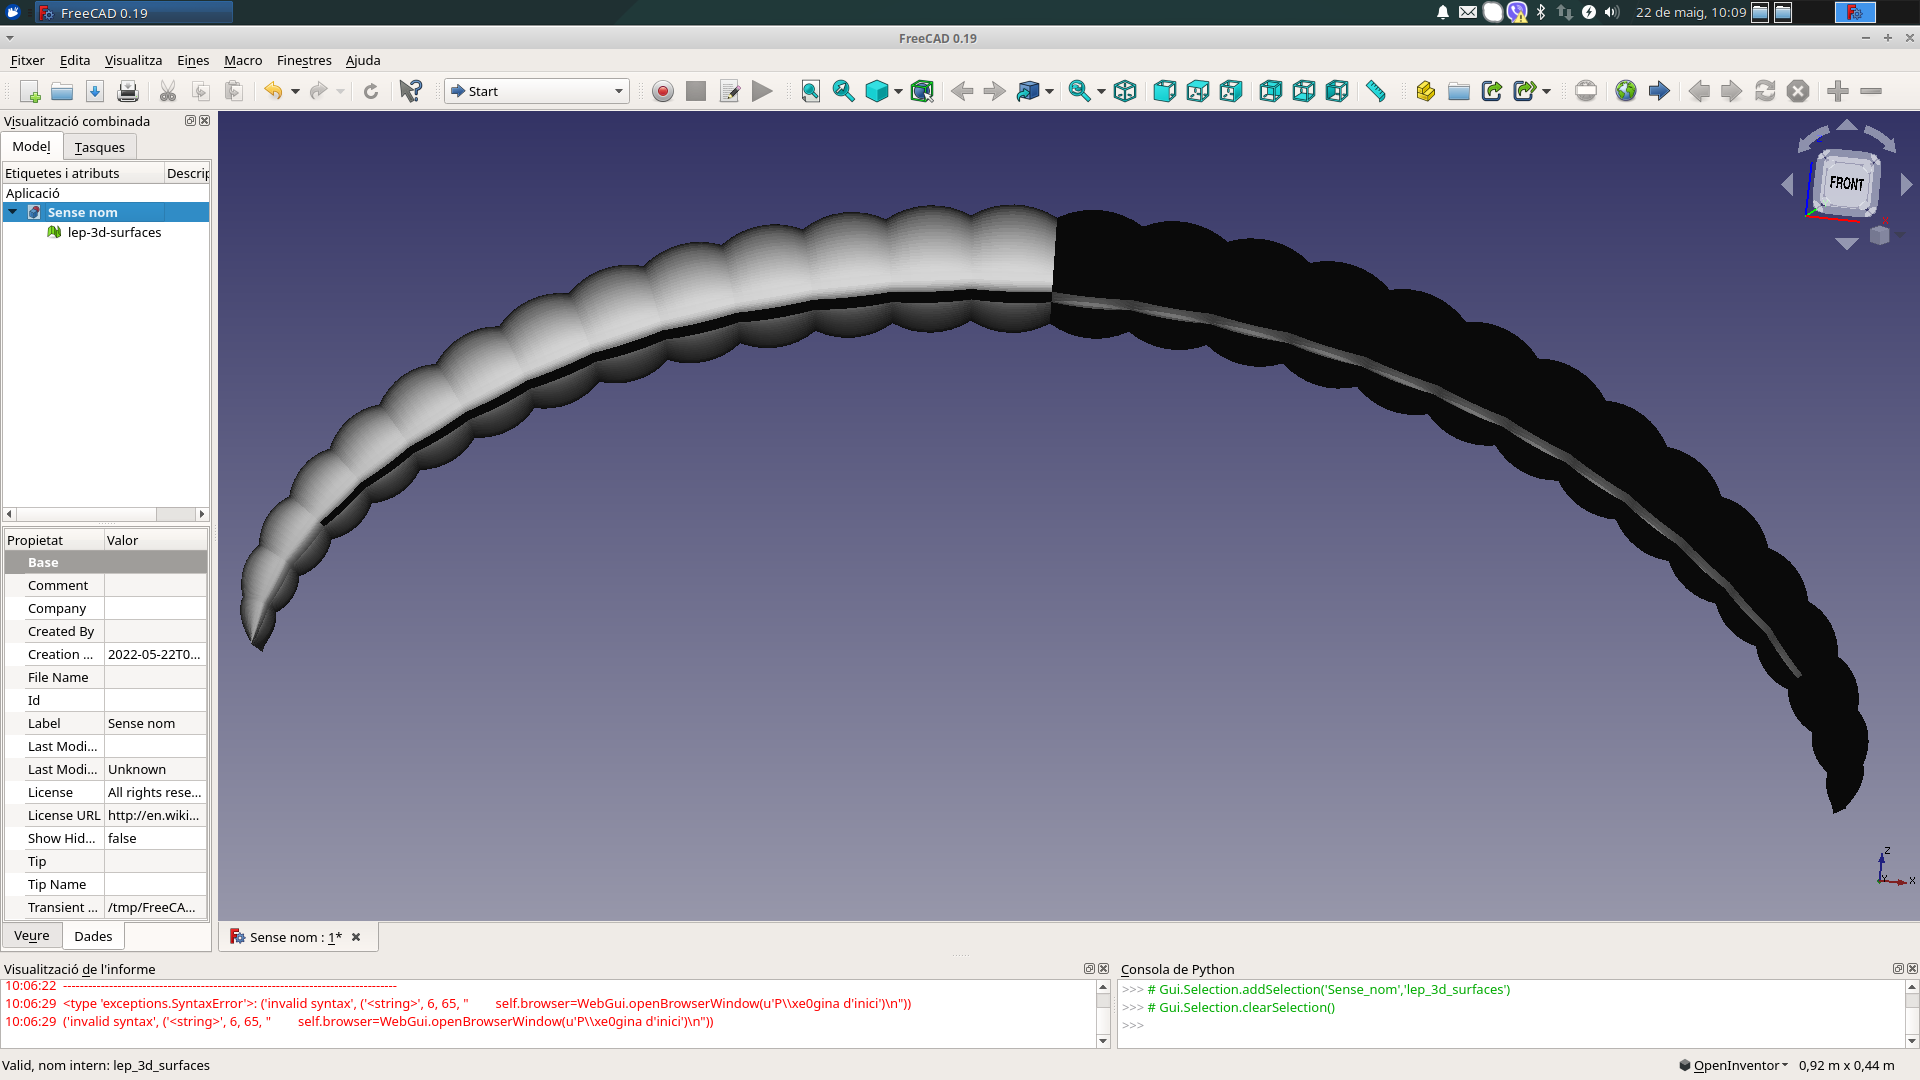 FreeCAD 0.19
22 de maig, 10:09
FreeCAD 0.19
Fitxer Edita Visualitza Eines Macro Finestres Ajuda
Start
Visualització combinada
Model Tasques
Etiquetes i atributs Descrip
Aplicació
Sense nom
lep-3d-surfaces
FRONT
Propietat Valor
Base
Comment
Company
Created By
Creation ... 2022-05-22T0...
File Name
Id
Label Sense nom
Last Modi...
Last Modi... Unknown
License All rights rese...
License URL http://en.wiki...
Show Hid... false
Tip
Tip Name
Transient ... /tmp/FreeCA...
Z
Y X
Veure Dades
Sense nom : 1*
Visualització de l'informe
10:06:22 --------------------------------------------------------------------------------
10:06:29 <type 'exceptions.SyntaxError'>: ('invalid syntax', ('<string>', 6, 65, " self.browser=WebGui.openBrowserWindow(u'P\\xe0gina d'inici')\n"))
10:06:29 ('invalid syntax', ('<string>', 6, 65, " self.browser=WebGui.openBrowserWindow(u'P\\xe0gina d'inici')\n"))
Consola de Python
>>> # Gui.Selection.addSelection('Sense_nom','lep_3d_surfaces')
>>> # Gui.Selection.clearSelection()
>>>
Valid, nom intern: lep_3d_surfaces
OpenInventor 0,92 m x 0,44 m